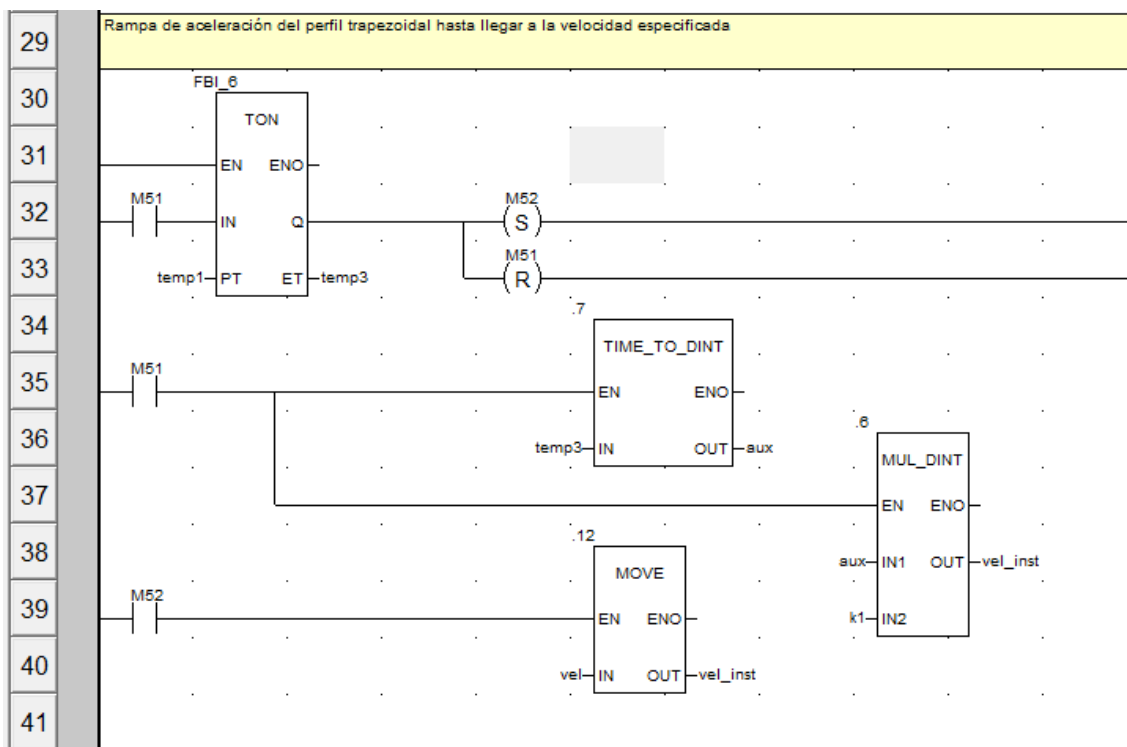 29
Rampa de aceleración del perfil trapezoidal hasta llegar a la velocidad especificada
30
FBI_6
TON
31
EN ENO
32
M51
IN Q
M52
S
33
temp1 PT ET temp3
M51
R
34
.7
TIME_TO_DINT
35
M51
EN ENO
36
temp3 IN OUT aux
.6
MUL_DINT
37
EN ENO
38
.12
MOVE
aux IN1 OUT vel_inst
39
M52
EN ENO
k1 IN2
40
vel IN OUT vel_inst
41